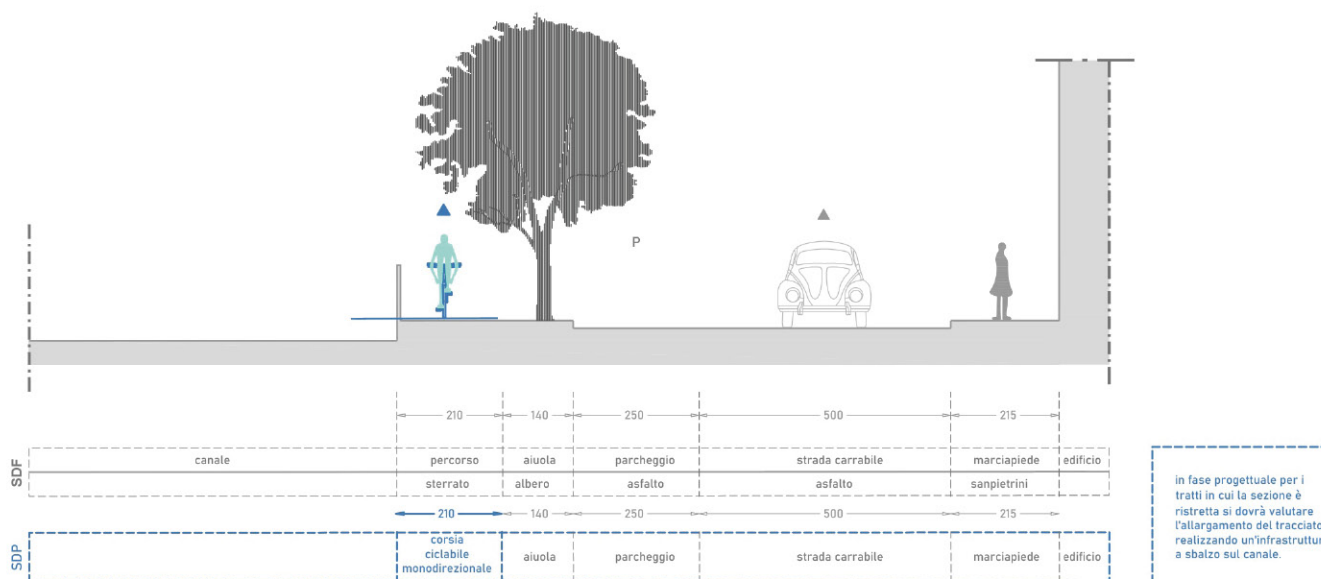 P
210 140 250 500 215
SDF
canale percorso aiuola parcheggio strada carrabile marciapiede edificio
sterrato albero asfalto asfalto sanpietrini
210 140 250 500 215
SDP
corsia
ciclabile
monodirezionale
aiuola parcheggio strada carrabile marciapiede edificio
in fase progettuale per i
tratti in cui la sezione è
ristretta si dovrà valutare
l'allargamento del tracciato
realizzando un'infrastruttur
a sbalzo sul canale.